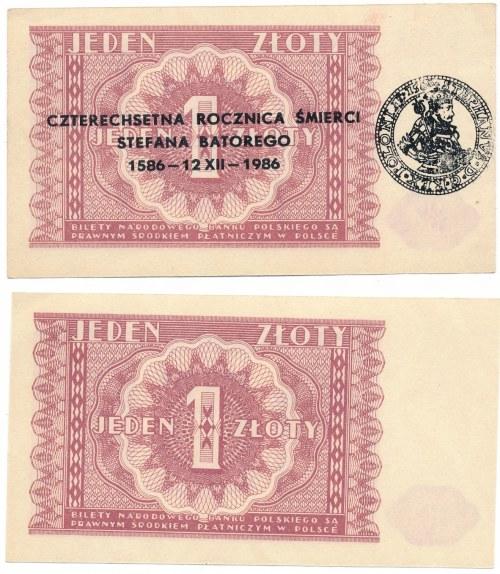 JEDEN ZŁOTY
1
CZTERECHSETNA ROCZNICA ŚMIERCI
JEDEN ZŁOTY
STEFANA BATOREGO
1586—12 XII—1986
BILETY NARODOWEGO BANKU POLSKIEGO SĄ
PRAWNYM ŚRODKIEM PŁATNICZYM W POLSCE
JEDEN ZŁOTY
JEDEN 1 ZŁOTY
BILETY NARODOWEGO BANKU POLSKIEGO SĄ
PRAWNYM ŚRODKIEM PŁATNICZYM W POLSCE